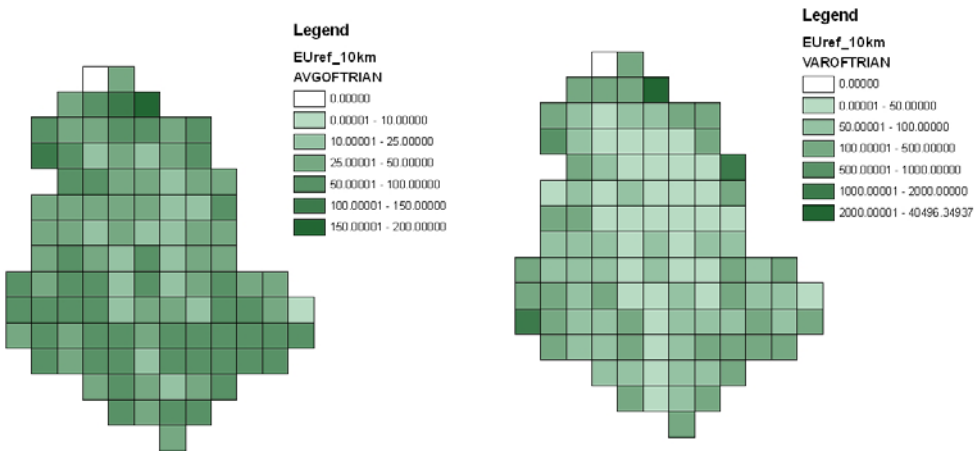 Legend
EUref_10km
AVGOFTRIAN
0.00000
0.00001 - 10.00000
10.00001 - 25.00000
25.00001 - 50.00000
50.00001 - 100.00000
100.00001 - 150.00000
150.00001 - 200.00000
Legend
EUref_10km
VAROFTRIAN
0.00000
0.00001 - 50.00000
50.00001 - 100.00000
100.00001 - 500.00000
500.00001 - 1000.00000
1000.00001 - 2000.00000
2000.00001 - 40496.34937